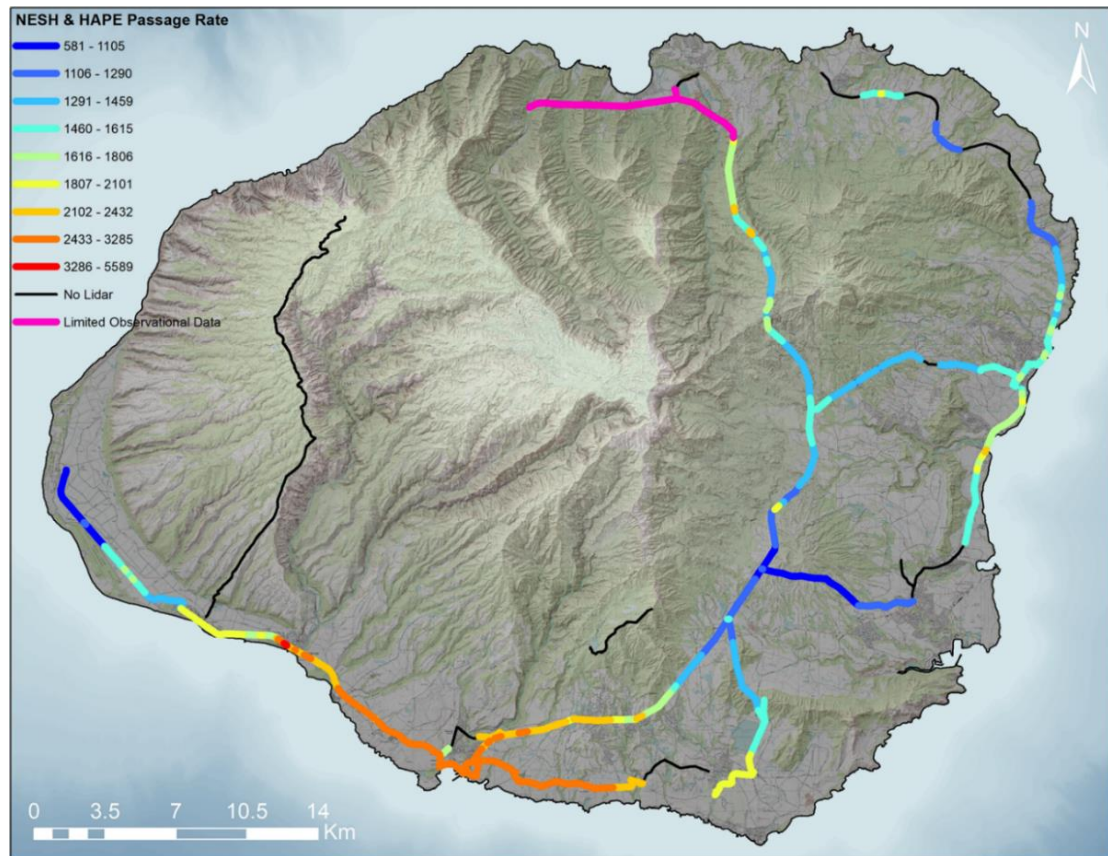 NESH & HAPE Passage Rate
581 - 1105
1106 - 1290
1291 - 1459
1460 - 1615
1616 - 1806
1807 - 2101
2102 - 2432
2433 - 3285
3286 - 5589
No Lidar
Limited Observational Data
N
0 3.5 7 10.5 14
Km